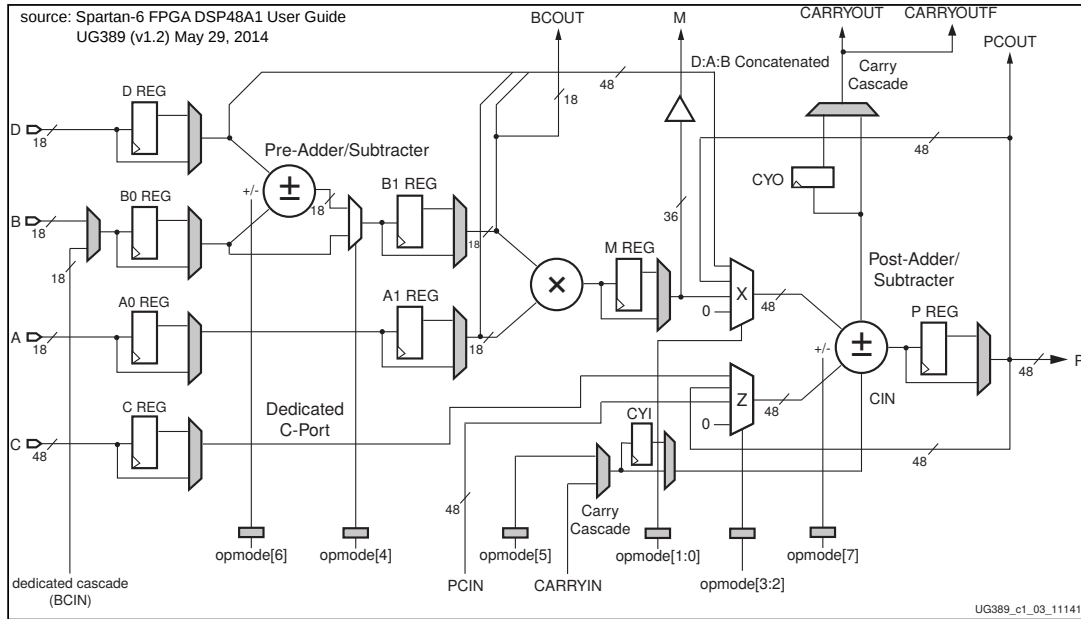 source: Spartan-6 FPGA DSP48A1 User Guide
UG389 (v1.2) May 29, 2014
BCOUT
M
CARRYOUT
CARRYOUTF
PCOUT
D:A:B Concatenated
Carry
Cascade
48
18
D REG
D
18
Pre-Adder/Subtracter
+/-
±
18
48
CYO
B0 REG
B1 REG
B
18
18
18
36
M REG
Post-Adder/
Subtracter
×
X
48
0
A0 REG
A1 REG
A
18
18
P REG
+/-
±
48
P
CIN
Z
48
0
C REG
C
48
Dedicated
C-Port
CYI
48
48
Carry
Cascade
opmode[6]
opmode[4]
opmode[5]
opmode[1:0]
opmode[7]
opmode[3:2]
dedicated cascade
(BCIN)
PCIN
CARRYIN
UG389_c1_03_11141